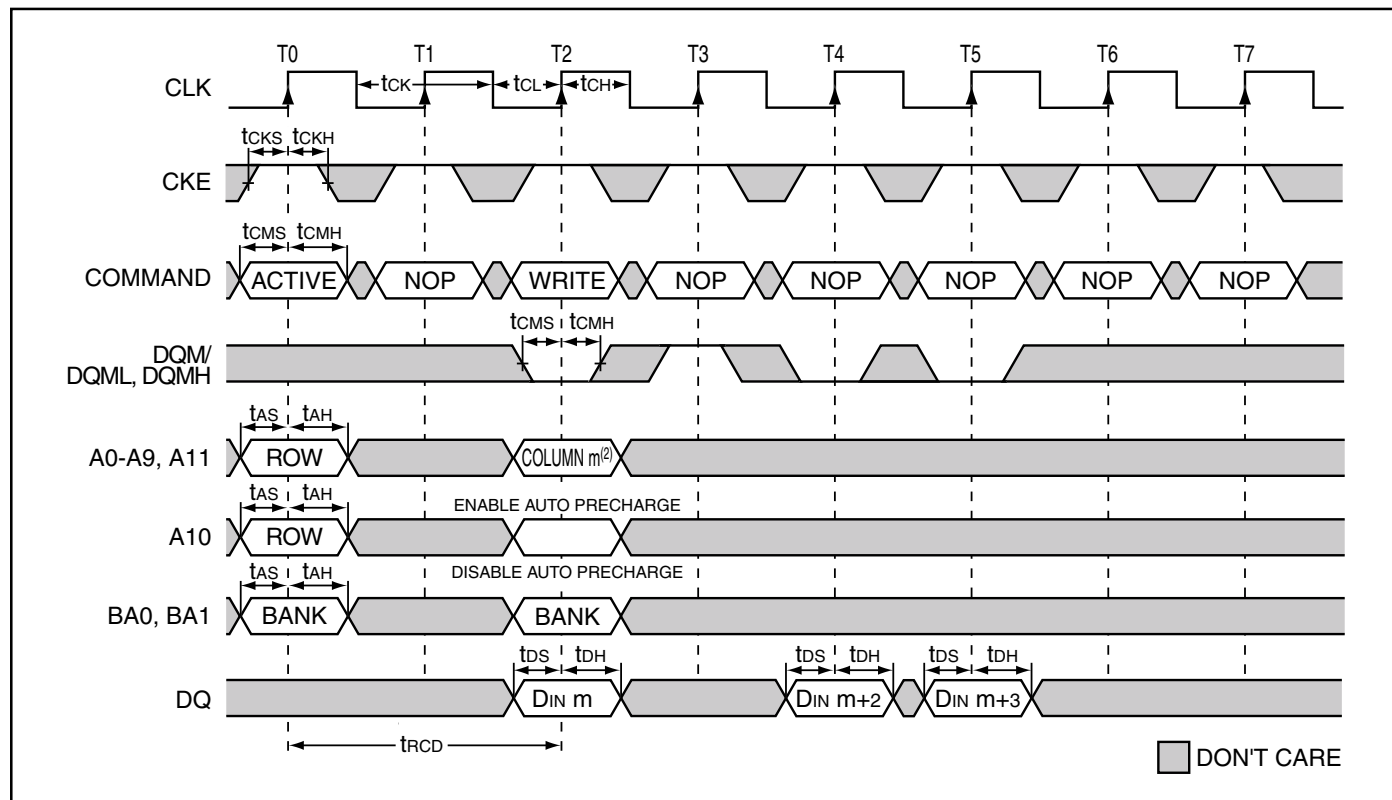 T0 T1 T2 T3 T4 T5 T6 T7
CLK tCK tCL tCH
tCKS tCKH
CKE
tCMS tCMH
COMMAND ACTIVE NOP WRITE NOP NOP NOP NOP NOP
tCMS tCMH
DQM/
DQML, DQMH
tAS tAH
A0-A9, A11 ROW COLUMN m(2)
tAS tAH ENABLE AUTO PRECHARGE
A10 ROW
tAS tAH DISABLE AUTO PRECHARGE
BA0, BA1 BANK BANK
tDS tDH tDS tDH tDS tDH
DQ DIN m DIN m+2 DIN m+3
tRCD
DON'T CARE